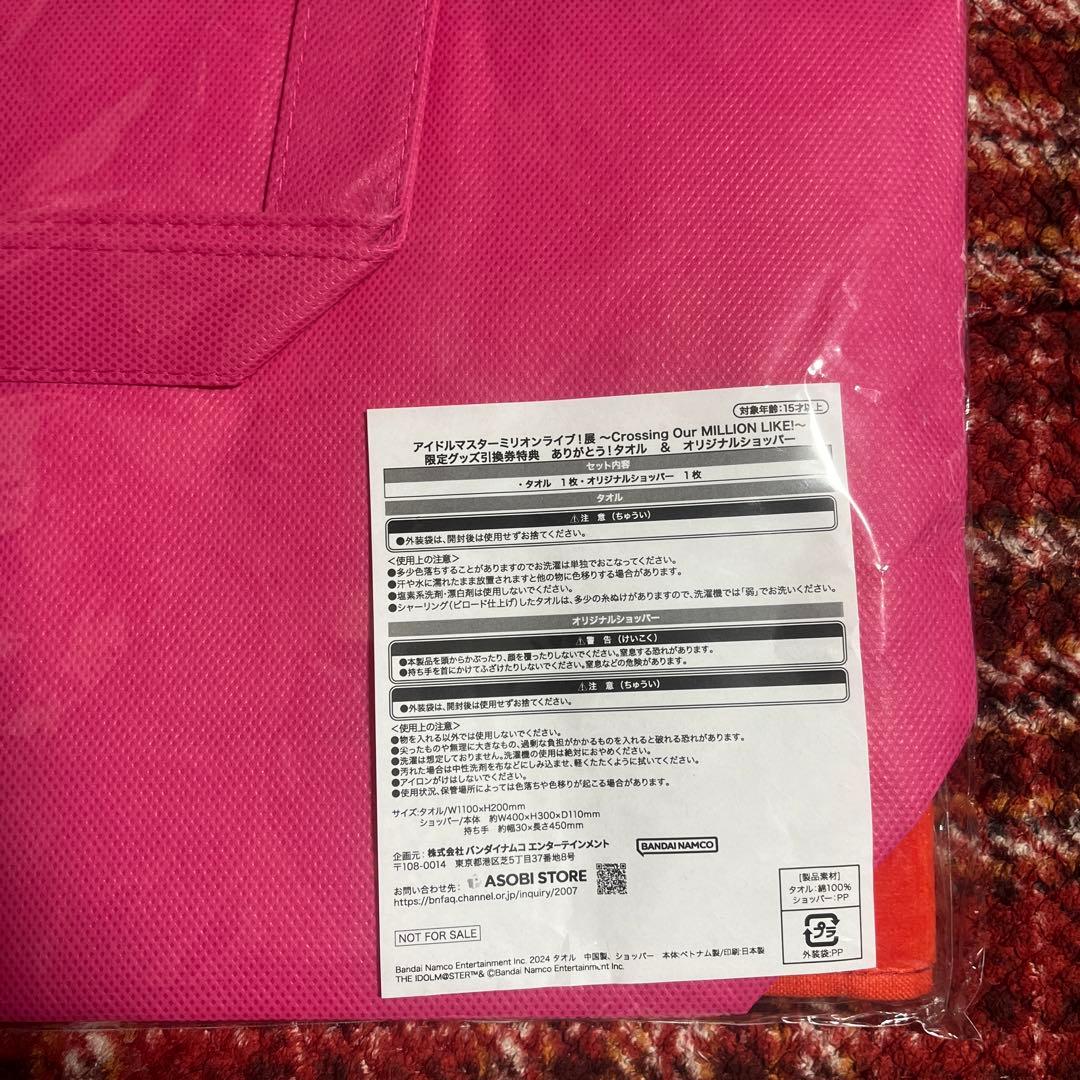 対象年齢:15才以上
アイドルマスターミリオンライブ!展 ~Crossing Our MILLION LIKE!~
限定グッズ引換券特典 ありがとう!タオル & オリジナルショッパー
セット内容
・タオル 1枚・オリジナルショッパー 1枚
タオル
⚠注 意(ちゅうい)
●外装袋は、開封後は使用せずお捨てください。
<使用上の注意>
●多少色落ちすることがありますのでお洗濯は単独でおこなってください。
●汗や水に濡れたまま放置されますと他の物に色移りする場合があります。
●塩素系洗剤・漂白剤は使用しないでください。
●シャーリング(ビロード仕上げ)したタオルは、多少の糸ぬけがありますので、洗濯機では「弱」でお洗いください。
オリジナルショッパー
⚠警 告(けいこく)
●本製品を頭からかぶったり、顔を覆ったりしないでください。窒息する恐れがあります。
●持ち手を首にかけてふざけたりしないでください。窒息などの危険があります。
⚠注 意(ちゅうい)
●外装袋は、開封後は使用せずお捨てください。
<使用上の注意>
●物を入れる以外では使用しないでください。
●尖ったものや無理に大きなもの、過剰な負担がかかるものを入れると破れる恐れがあります。
●洗濯は想定しておりません。洗濯機の使用は絶対におやめください。
●汚れた場合は中性洗剤を布などにしみ込ませ、軽くたたくように拭いてください。
●アイロンがけはしないでください。
●使用状況、保管場所によっては色落ちや色移りが起こる場合があります。
サイズ:タオル/W1100×H200mm
ショッパー/本体 約W400×H300×D110mm
持ち手 約幅30×長さ450mm
企画元:株式会社 バンダイナムコ エンターテインメント
〒108-0014 東京都港区芝5丁目37番地8号
BANDAI NAMCO
お問い合わせ先: ASOBI STORE
https://bnfaq.channel.or.jp/inquiry/2007
[製品素材]
タオル:綿100%
ショッパー:PP
プラ
外装袋:PP
NOT FOR SALE
Bandai Namco Entertainment Inc. 2024 タオル 中国製、ショッパー 本体:ベトナム製/印刷:日本製
THE IDOLM@STER™& ©Bandai Namco Entertainment Inc.